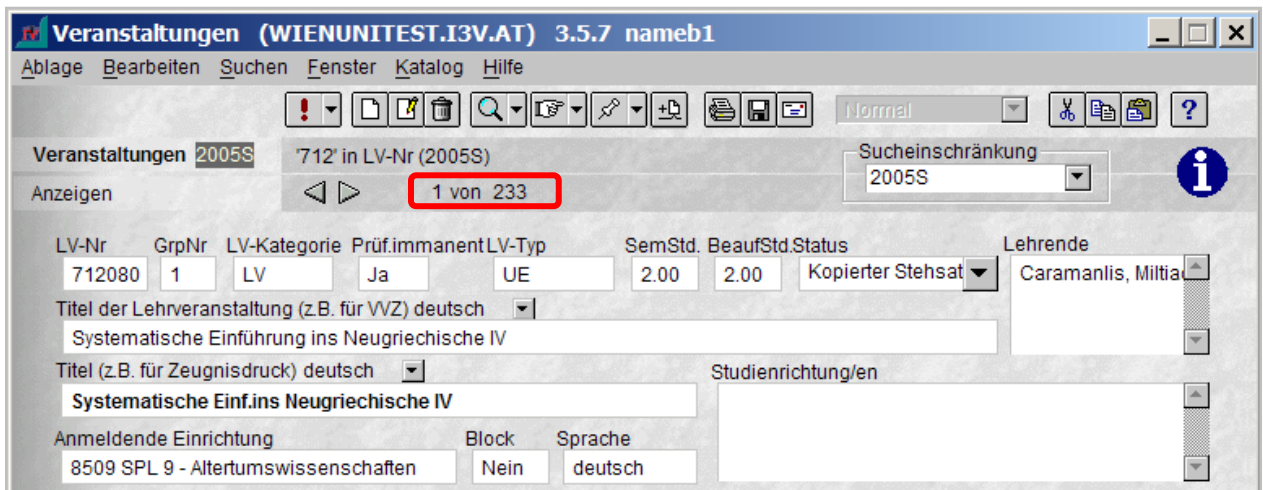 Veranstaltungen (WIENUNITEST.I3V.AT) 3.5.7 nameb1
Ablage Bearbeiten Suchen Fenster Katalog Hilfe
Normal
Veranstaltungen 2005S
'712' in LV-Nr (2005S)
Sucheinschränkung
2005S
Anzeigen
1 von 233
LV-Nr GrpNr LV-Kategorie Prüf.immanent LV-Typ SemStd. BeaufStd. Status Lehrende
712080 1 LV Ja UE 2.00 2.00 Kopierter Stehsat Caramanlis, Miltiad
Titel der Lehrveranstaltung (z.B. für VVZ) deutsch
Systematische Einführung ins Neugriechische IV
Titel (z.B. für Zeugnisdruck) deutsch
Studienrichtung/en
Systematische Einf.ins Neugriechische IV
Anmeldende Einrichtung Block Sprache
8509 SPL 9 - Altertumswissenschaften Nein deutsch